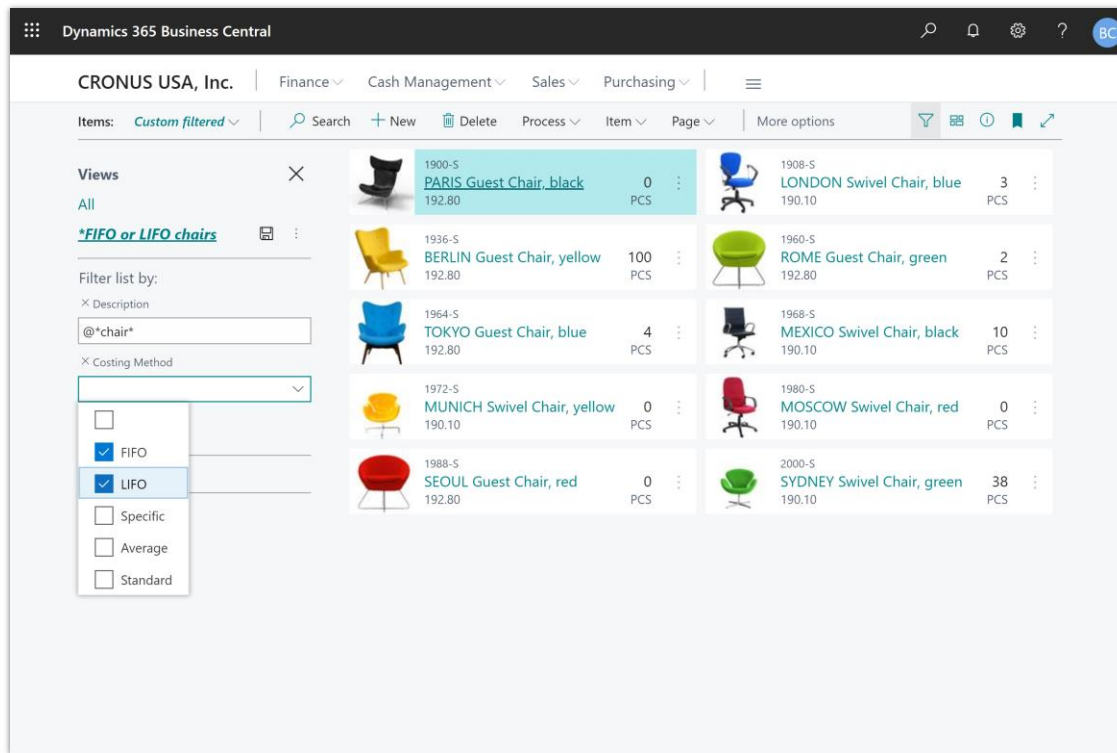 Dynamics 365 Business Central
BC
CRONUS USA, Inc.
Finance
Cash Management
Sales
Purchasing
Items:
Custom filtered
Search
New
Delete
Process
Item
Page
More options
Views
All
*FIFO or LIFO chairs
Filter list by:
× Description
@*chair*
× Costing Method
FIFO
LIFO
Specific
Average
Standard
1900-S
PARIS Guest Chair, black 0
192.80 PCS
1908-S
LONDON Swivel Chair, blue 3
190.10 PCS
1936-S
BERLIN Guest Chair, yellow 100
192.80 PCS
1960-S
ROME Guest Chair, green 2
192.80 PCS
1964-S
TOKYO Guest Chair, blue 4
192.80 PCS
1968-S
MEXICO Swivel Chair, black 10
190.10 PCS
1972-S
MUNICH Swivel Chair, yellow 0
190.10 PCS
1980-S
MOSCOW Swivel Chair, red 0
190.10 PCS
1988-S
SEOUL Guest Chair, red 0
192.80 PCS
2000-S
SYDNEY Swivel Chair, green 38
190.10 PCS